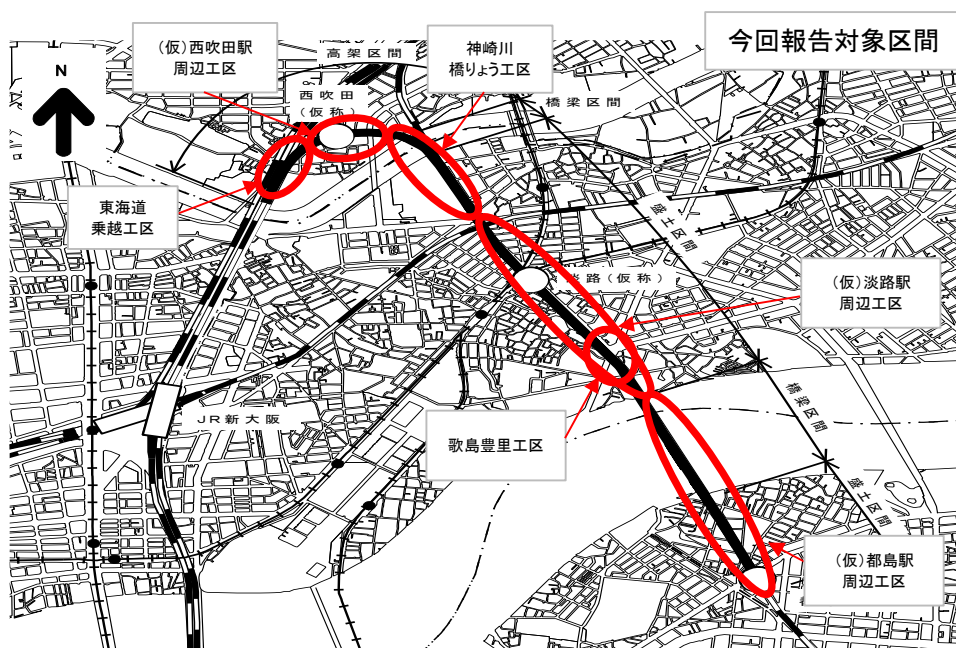 今回報告対象区間
(仮)西吹田駅
周辺工区
高架区間
神崎川
橋りょう工区
N
西吹田
(仮称)
橋梁区間
東海道
乗越工区
盛土区間
淡路(仮称)
(仮)淡路駅
周辺工区
橋梁区間
JR新大阪
歌島豊里工区
盛土区間
(仮)都島駅
周辺工区